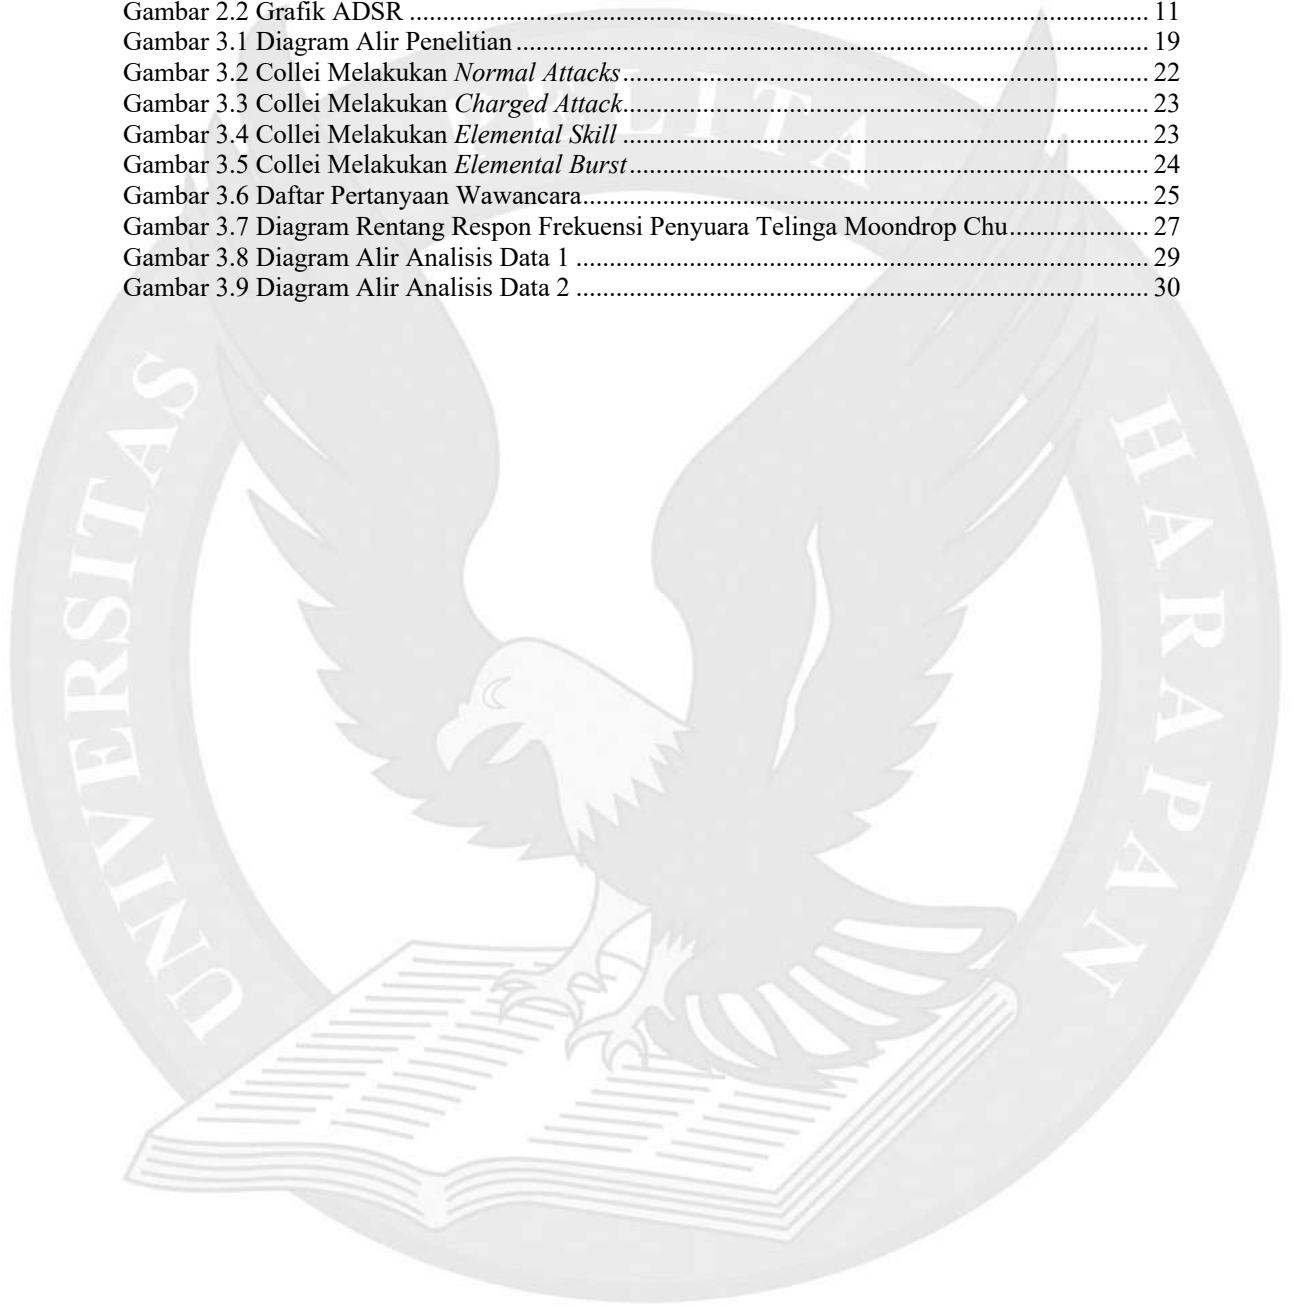 Gambar 2.2 Grafik ADSR ........................................................................................................................ 11
Gambar 3.1 Diagram Alir Penelitian ....................................................................................................... 19
Gambar 3.2 Collei Melakukan Normal Attacks ...................................................................................... 22
Gambar 3.3 Collei Melakukan Charged Attack ...................................................................................... 23
Gambar 3.4 Collei Melakukan Elemental Skill ...................................................................................... 23
Gambar 3.5 Collei Melakukan Elemental Burst ..................................................................................... 24
Gambar 3.6 Daftar Pertanyaan Wawancara ............................................................................................ 25
Gambar 3.7 Diagram Rentang Respon Frekuensi Penyuara Telinga Moondrop Chu ....................... 27
Gambar 3.8 Diagram Alir Analisis Data 1 ............................................................................................. 29
Gambar 3.9 Diagram Alir Analisis Data 2 ............................................................................................. 30
UNIVERSITAS
PELITA
HARAPAN